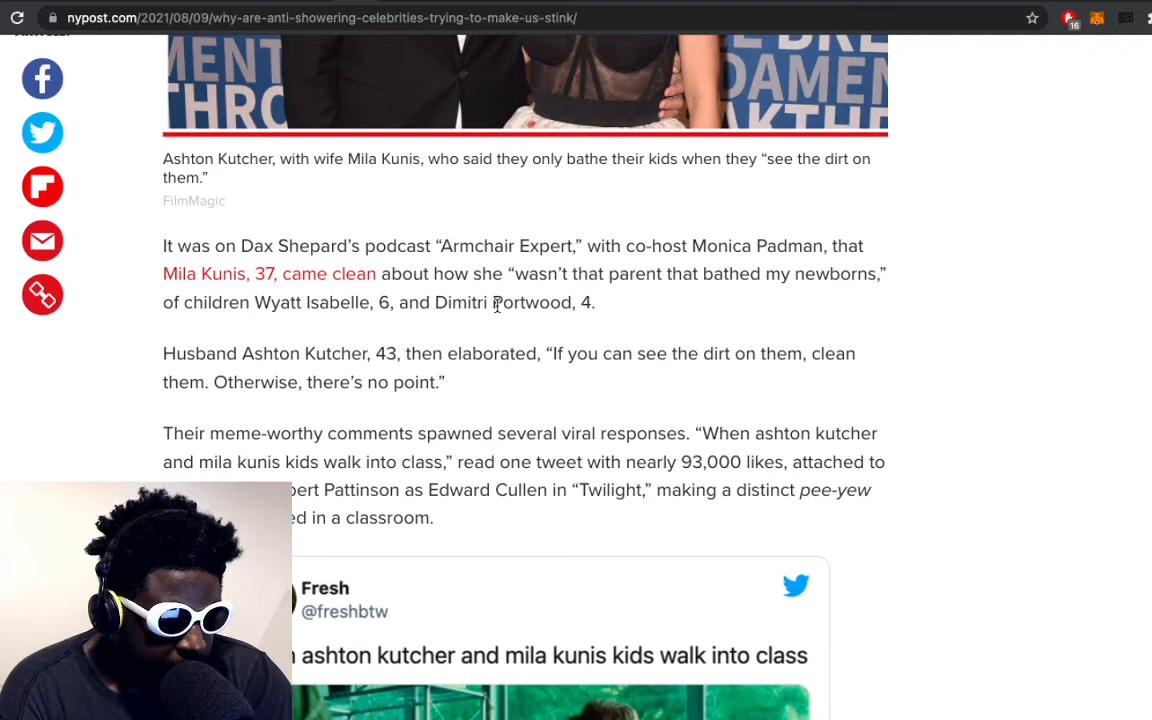 nypost.com/2021/08/09/why-are-anti-showering-celebrities-trying-to-make-us-stink/
16
MENT
THRO
E BRE
DAMEN
AKTH
Ashton Kutcher, with wife Mila Kunis, who said they only bathe their kids when they “see the dirt on
them.”
FilmMagic
It was on Dax Shepard’s podcast “Armchair Expert,” with co-host Monica Padman, that
Mila Kunis, 37, came clean about how she “wasn’t that parent that bathed my newborns,”
of children Wyatt Isabelle, 6, and Dimitri Portwood, 4.
Husband Ashton Kutcher, 43, then elaborated, “If you can see the dirt on them, clean
them. Otherwise, there’s no point.”
Their meme-worthy comments spawned several viral responses. “When ashton kutcher
and mila kunis kids walk into class,” read one tweet with nearly 93,000 likes, attached to
pert Pattinson as Edward Cullen in “Twilight,” making a distinct pee-yew
ed in a classroom.
Fresh
@freshbtw
ashton kutcher and mila kunis kids walk into class